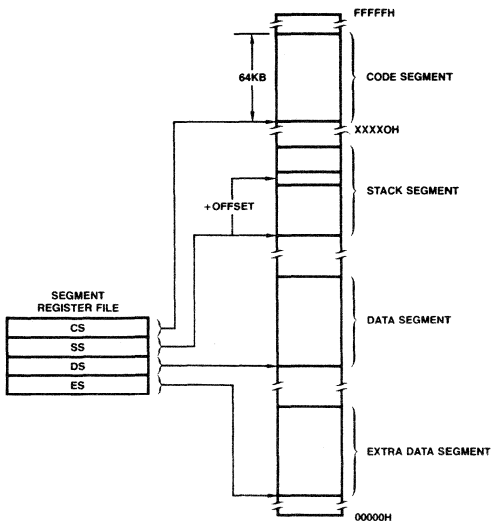 FFFFFH
64KB
CODE SEGMENT
XXXX0H
STACK SEGMENT
+OFFSET
SEGMENT
REGISTER FILE
CS
SS
DS
ES
DATA SEGMENT
EXTRA DATA SEGMENT
00000H